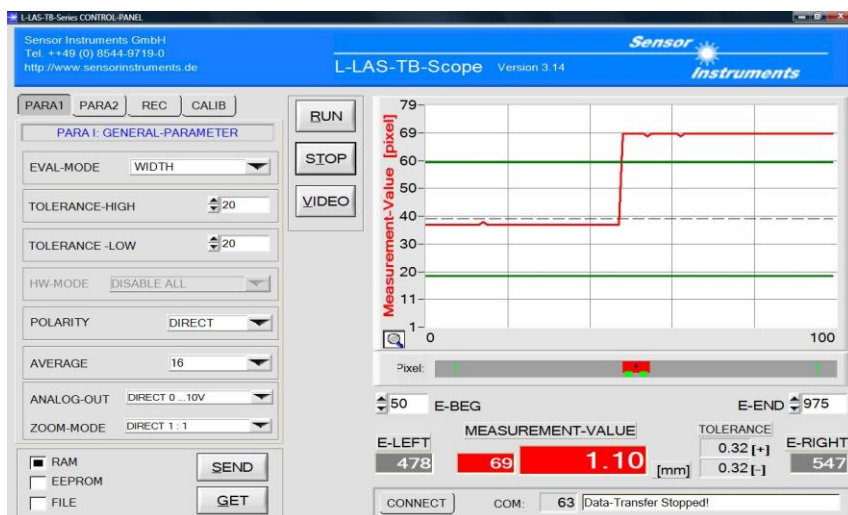 L-LAS-TB-Series CONTROL-PANEL
Sensor Instruments GmbH
Tel. ++49 (0) 8544-9719-0
http://www.sensorinstruments.de
L-LAS-TB-Scope Version 3.14
Sensor
Instruments
PARA1 PARA2 REC CALIB
PARA I: GENERAL-PARAMETER
EVAL-MODE WIDTH
TOLERANCE-HIGH 20
TOLERANCE -LOW 20
HW-MODE DISABLE ALL
POLARITY DIRECT
AVERAGE 16
ANALOG-OUT DIRECT 0 ...10V
ZOOM-MODE DIRECT 1 : 1
RAM
EEPROM
FILE
SEND
GET
RUN
STOP
VIDEO
Measurement-Value [pixel]
79
69
60
50
40
30
20
11
1
0 100
Pixel:
50 E-BEG E-END 975
E-LEFT MEASUREMENT-VALUE TOLERANCE E-RIGHT
478 69 1.10 [mm] 0.32 [+] 547
0.32 [-]
CONNECT COM: 63 Data-Transfer Stopped!